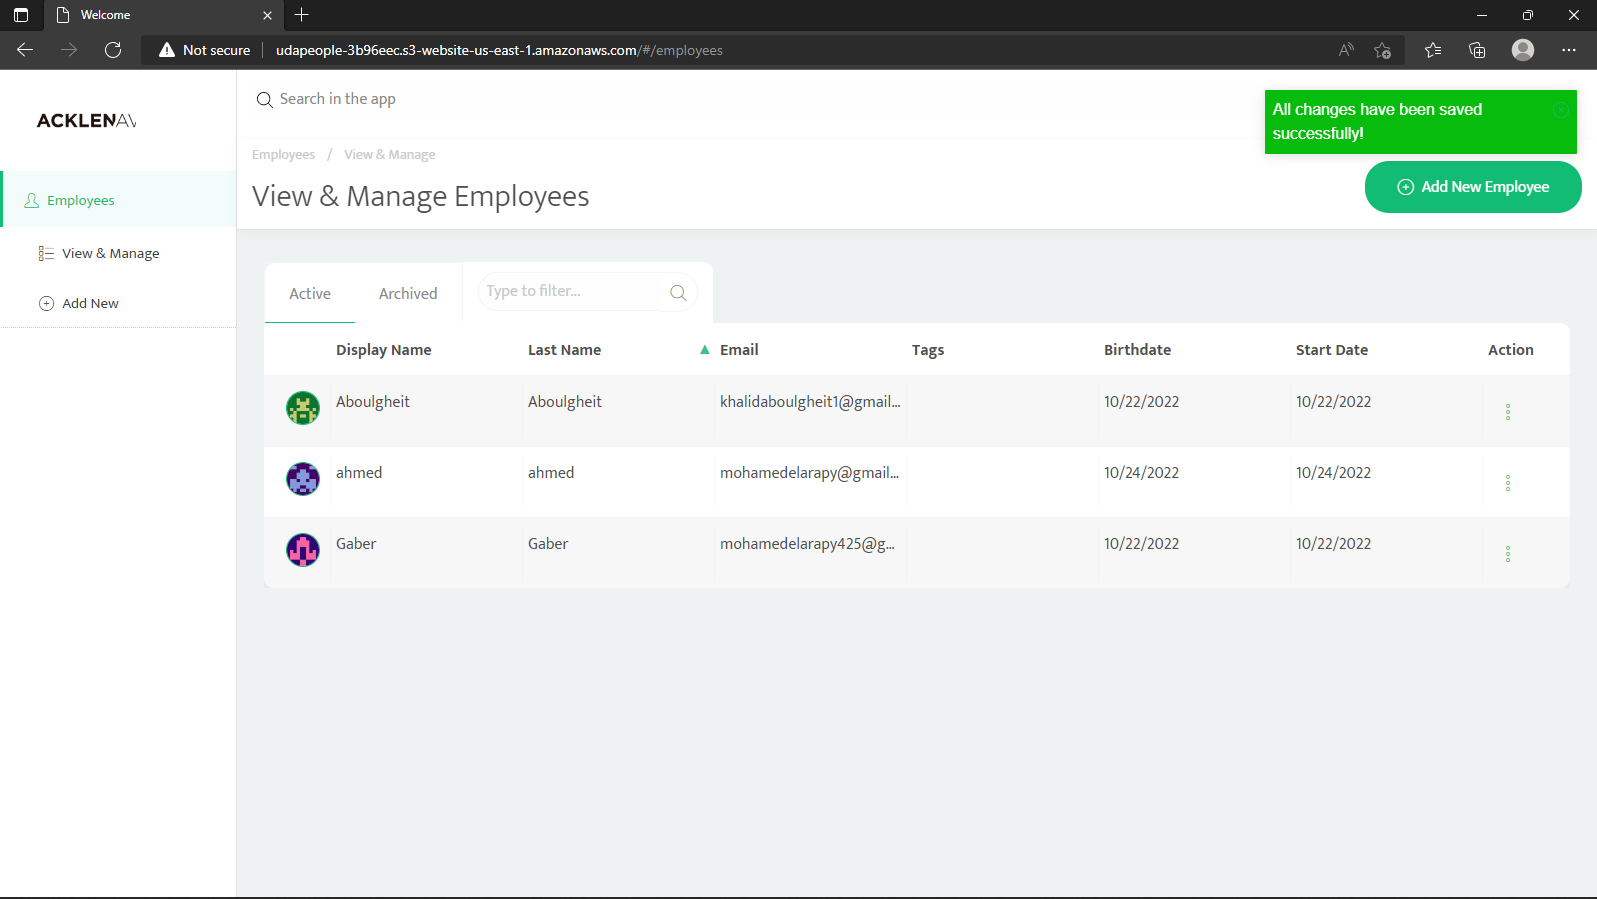 Welcome
Not secure
udapeople-3b96eec.s3-website-us-east-1.amazonaws.com/#/employees
ACKLENAV
Search in the app
All changes have been saved
successfully!
Employees / View & Manage
View & Manage Employees
Add New Employee
Employees
View & Manage
Add New
Active
Archived
Type to filter...
Display Name Last Name ▲ Email Tags Birthdate Start Date Action
Aboulgheit Aboulgheit khalidaboulgheit1@gmail... 10/22/2022 10/22/2022
ahmed ahmed mohamedelarapy@gmail... 10/24/2022 10/24/2022
Gaber Gaber mohamedelarapy425@g... 10/22/2022 10/22/2022